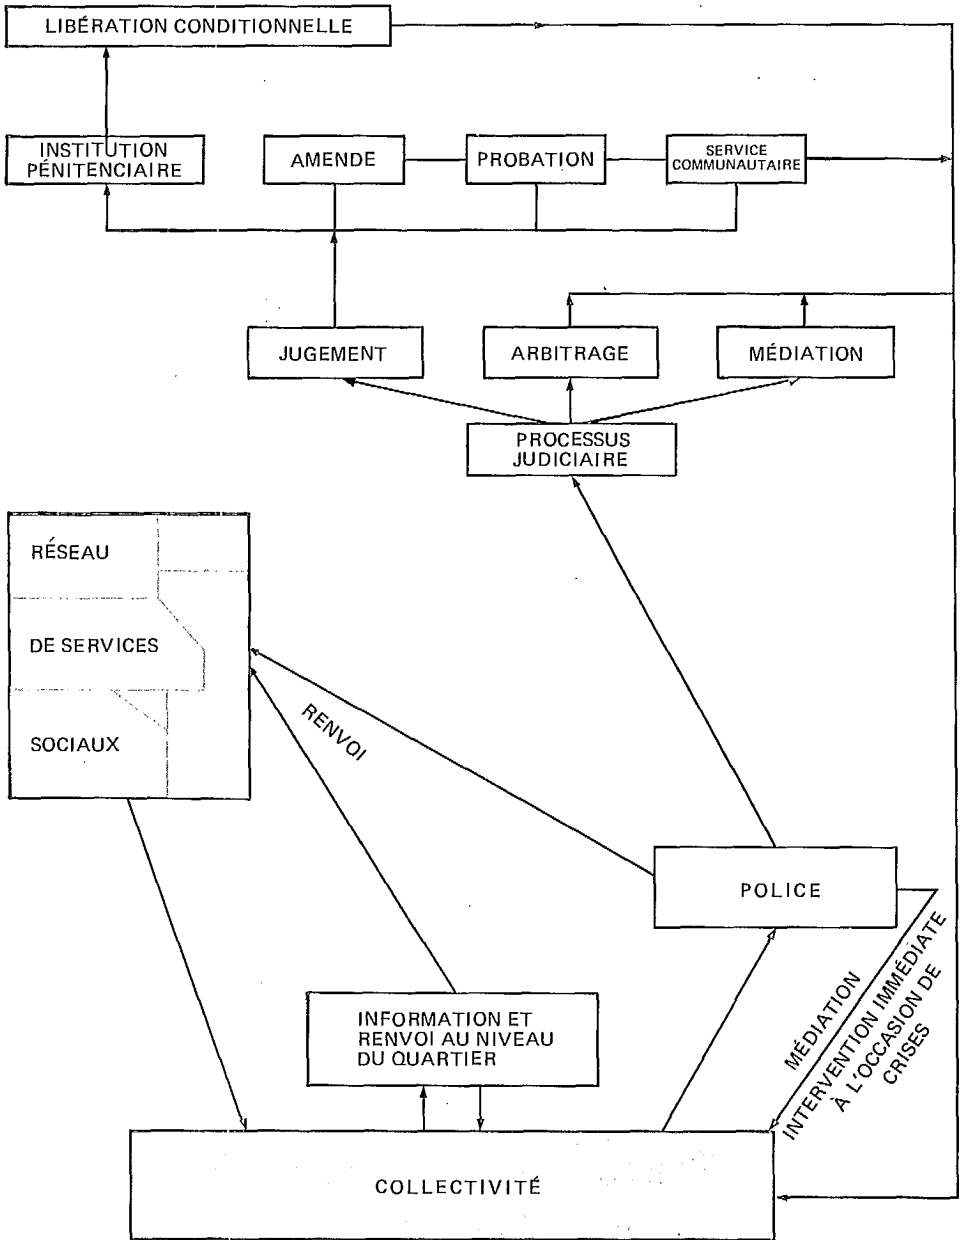 LIBÉRATION CONDITIONNELLE
INSTITUTION
PÉNITENCIAIRE
AMENDE
PROBATION
SERVICE
COMMUNAUTAIRE
JUGEMENT
ARBITRAGE
MÉDIATION
PROCESSUS
JUDICIAIRE
RÉSEAU
DE SERVICES
SOCIAUX
RENVOI
POLICE
MÉDIATION
INTERVENTION IMMÉDIATE
À L'OCCASION DE
CRISES
INFORMATION ET
RENVOI AU NIVEAU
DU QUARTIER
COLLECTIVITÉ